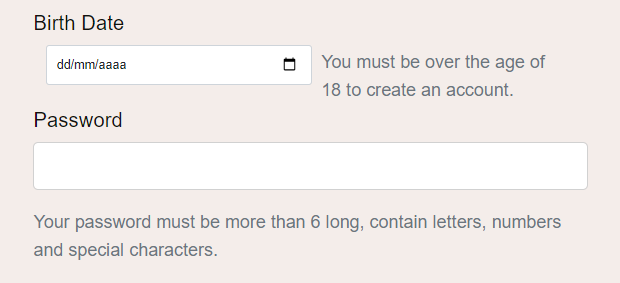 Birth Date
dd/mm/aaaa
You must be over the age of
18 to create an account.
Password
Your password must be more than 6 long, contain letters, numbers
and special characters.